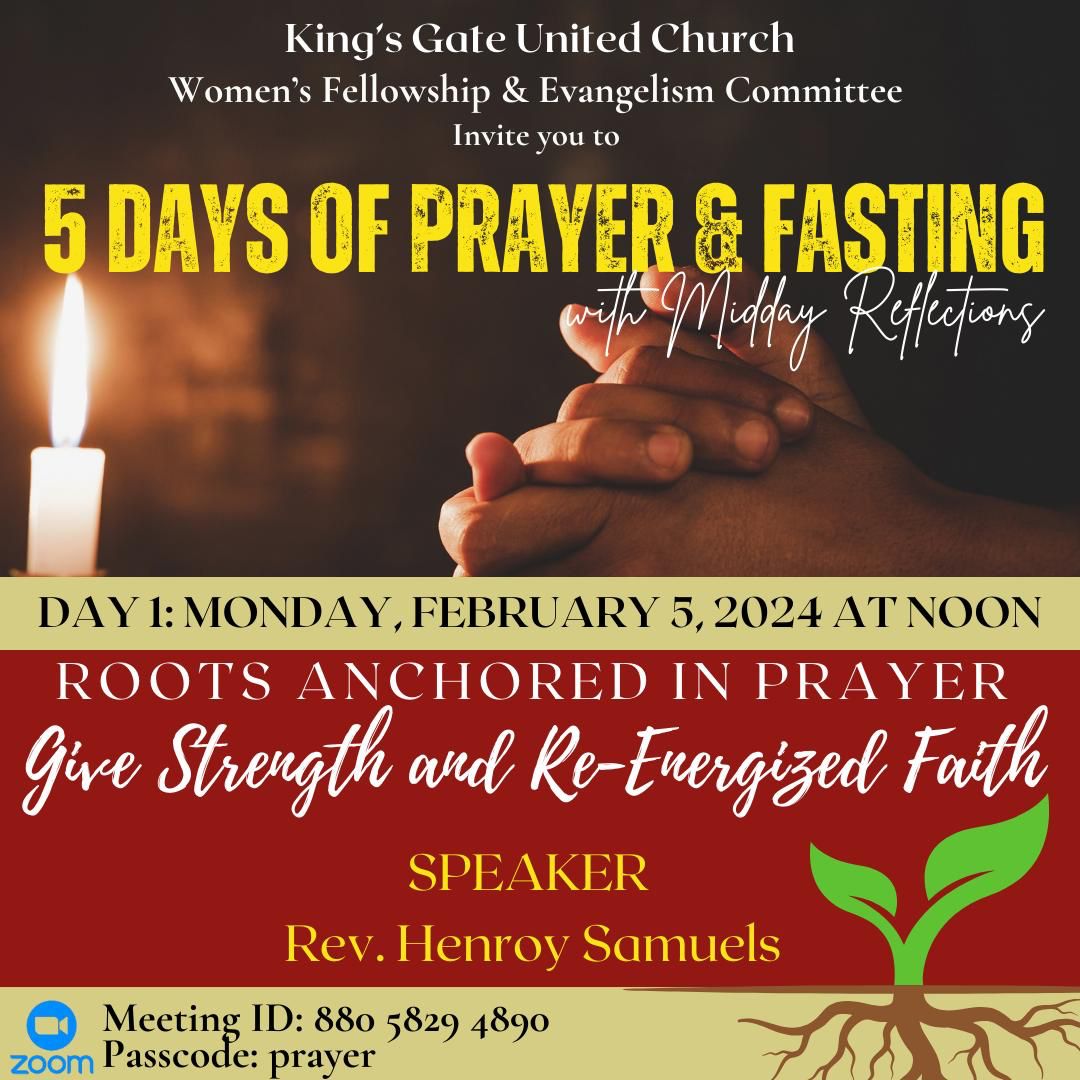 King's Gate United Church
Women's Fellowship & Evangelism Committee
Invite you to
5 DAYS OF PRAYER & FASTING
with Midday Reflections
DAY 1: MONDAY, FEBRUARY 5, 2024 AT NOON
ROOTS ANCHORED IN PRAYER
Give Strength and Re-Energized Faith
SPEAKER
Rev. Henroy Samuels
Meeting ID: 880 5829 4890
Passcode: prayer
zoom